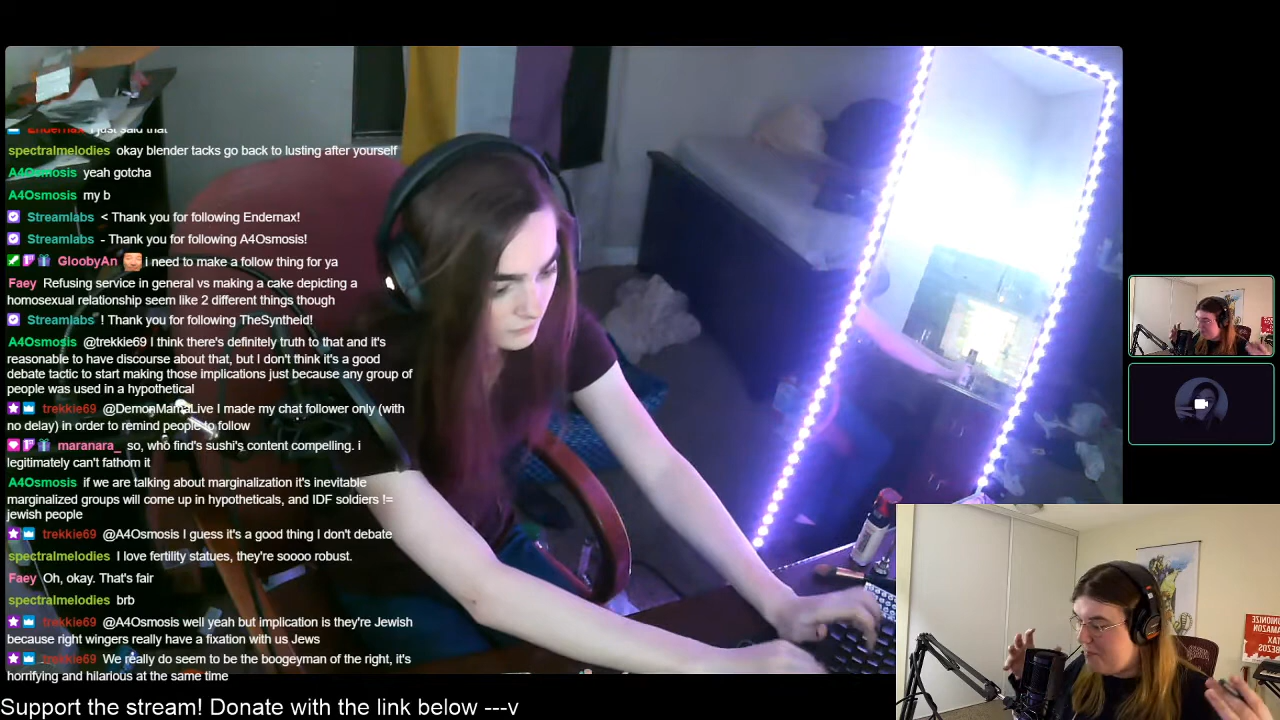 Endernax I just said that
spectralmelodies okay blender tacks go back to lusting after yourself
A4Osmosis yeah gotcha
A4Osmosis my b
Streamlabs < Thank you for following Endernax!
Streamlabs - Thank you for following A4Osmosis!
GloobyAn i need to make a follow thing for ya
Faey Refusing service in general vs making a cake depicting a
homosexual relationship seem like 2 different things though
Streamlabs ! Thank you for following TheSyntheid!
A4Osmosis @trekkie69 I think there's definitely truth to that and it's
reasonable to have discourse about that, but I don't think it's a good
debate tactic to start making those implications just because any group of
people was used in a hypothetical
trekkie69 @DemonMamaLive I made my chat follower only (with
no delay) in order to remind people to follow
maranara_ so, who find's sushi's content compelling. i
legitimately can't fathom it
A4Osmosis if we are talking about marginalization it's inevitable
marginalized groups will come up in hypotheticals, and IDF soldiers !=
jewish people
trekkie69 @A4Osmosis I guess it's a good thing I don't debate
spectralmelodies I love fertility statues, they're soooo robust.
Faey Oh, okay. That's fair
spectralmelodies brb
trekkie69 @A4Osmosis well yeah but implication is they're Jewish
because right wingers really have a fixation with us Jews
trekkie69 We really do seem to be the boogeyman of the right, it's
horrifying and hilarious at the same time
Support the stream! Donate with the link below ---v
UNIONIZE
AMAZON
TAX
BEZOS